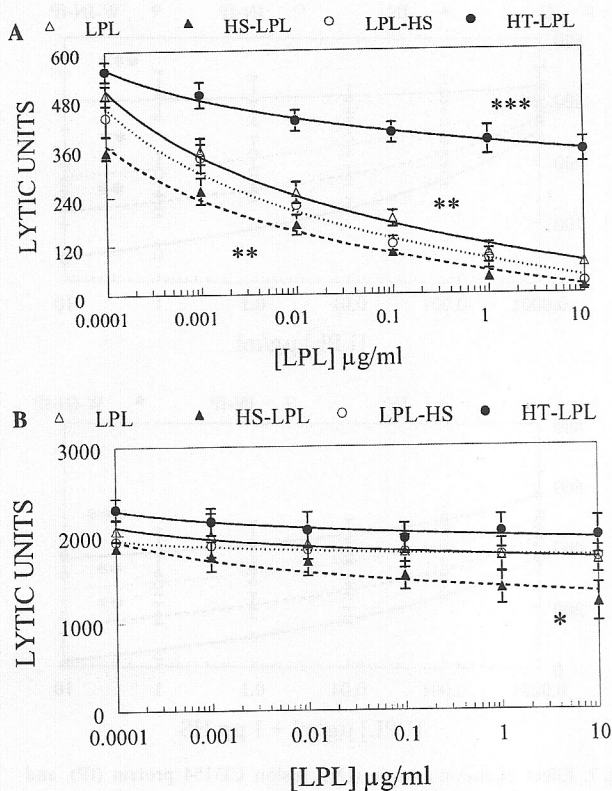 A △ LPL ▲ HS-LPL ○ LPL-HS ● HT-LPL
600
480
360
240
120
0
LYTIC UNITS
***
**
**
0.0001 0.001 0.01 0.1 1 10
[LPL] µg/ml
B △ LPL ▲ HS-LPL ○ LPL-HS ● HT-LPL
3000
2000
1000
0
LYTIC UNITS
*
0.0001 0.001 0.01 0.1 1 10
[LPL] µg/ml